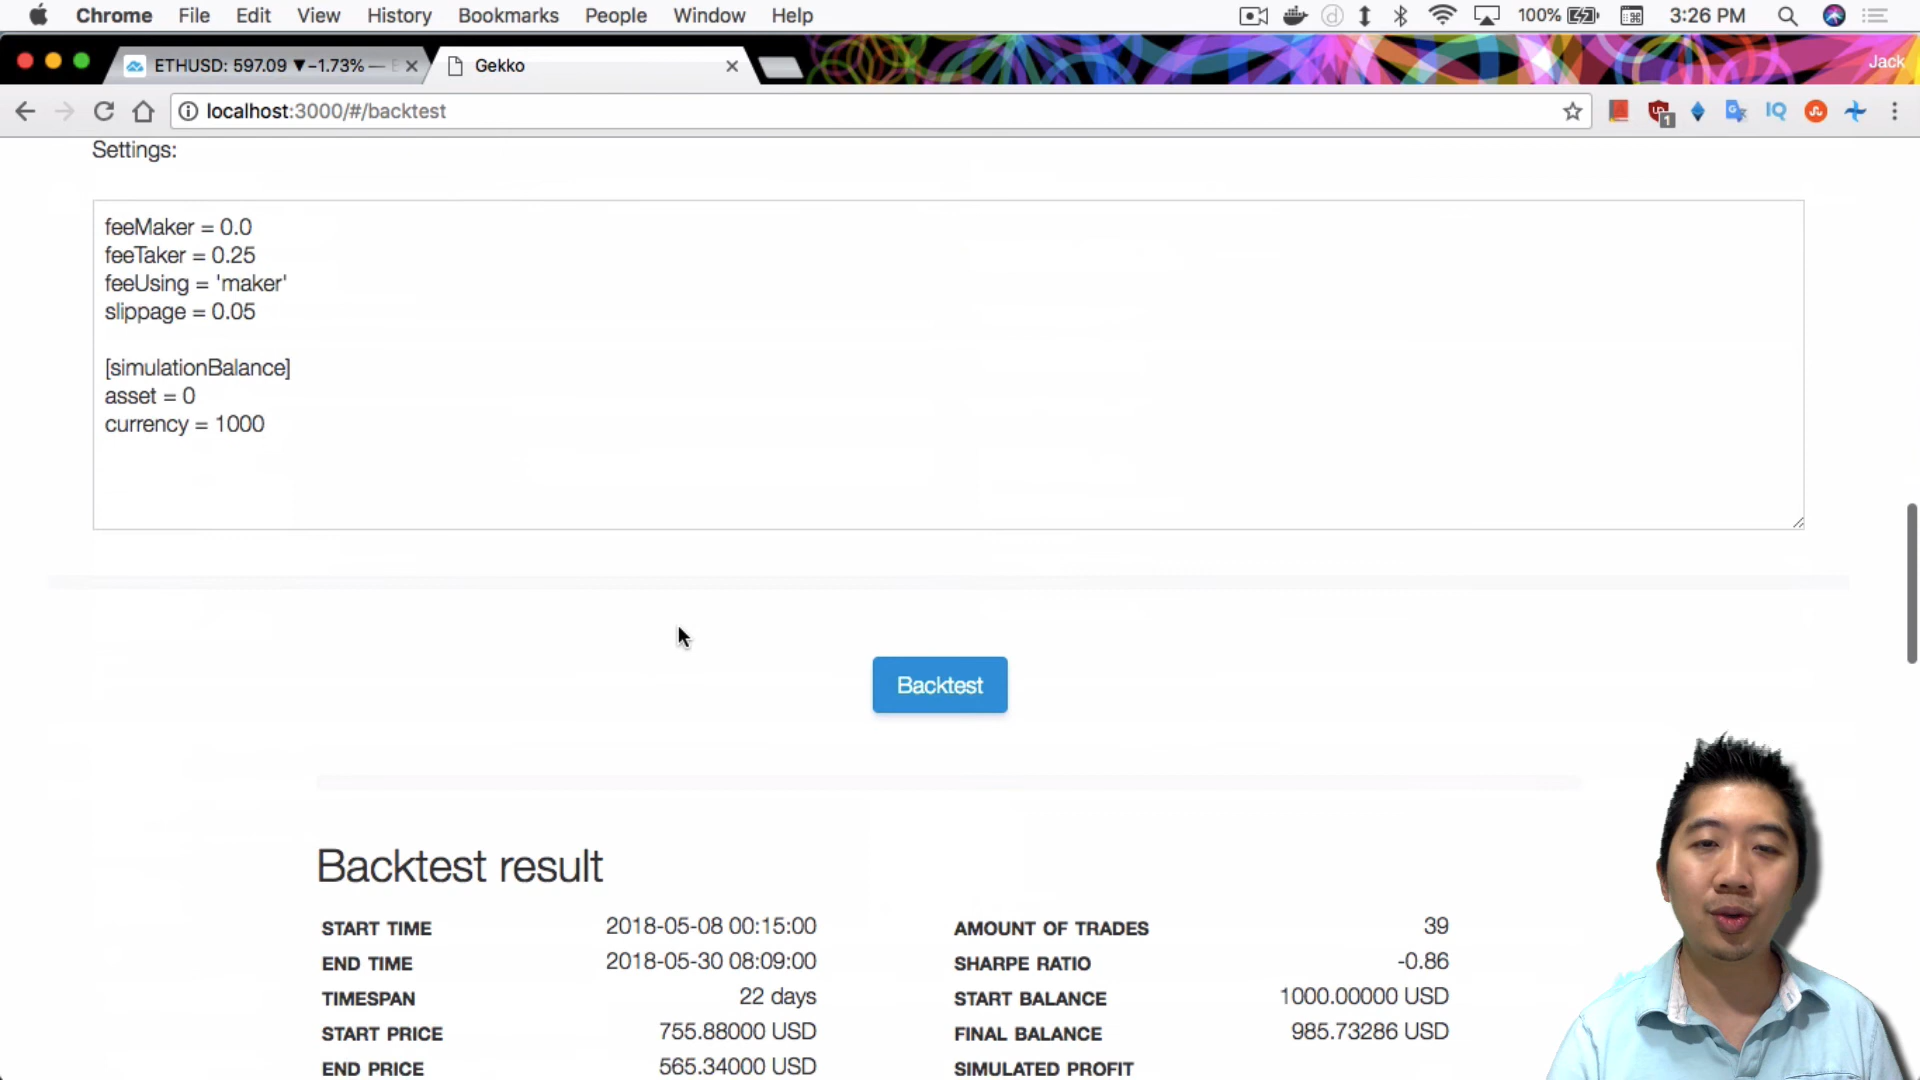 Chrome File Edit View History Bookmarks People Window Help 100% 3:26 PM
ETHUSD: 597.09 ▼−1.73% — Gekko Jack
localhost:3000/#/backtest
Settings:
feeMaker = 0.0
feeTaker = 0.25
feeUsing = 'maker'
slippage = 0.05
[simulationBalance]
asset = 0
currency = 1000
Backtest
Backtest result
START TIME 2018-05-08 00:15:00 AMOUNT OF TRADES 39
END TIME 2018-05-30 08:09:00 SHARPE RATIO -0.86
TIMESPAN 22 days START BALANCE 1000.00000 USD
START PRICE 755.88000 USD FINAL BALANCE 985.73286 USD
END PRICE 565.34000 USD SIMULATED PROFIT